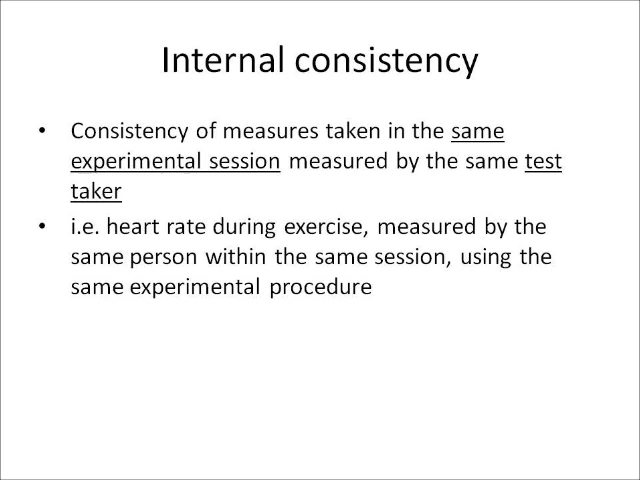 Internal consistency
• Consistency of measures taken in the same
experimental session measured by the same test
taker
• i.e. heart rate during exercise, measured by the
same person within the same session, using the
same experimental procedure